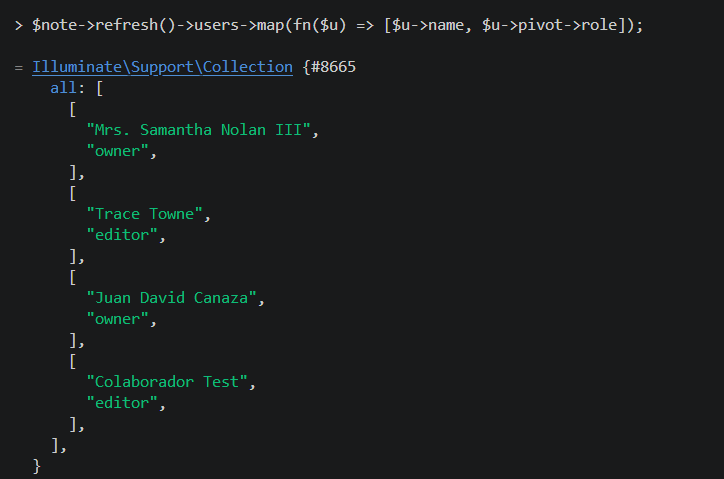 > $note->refresh()->users->map(fn($u) => [$u->name, $u->pivot->role]);
= Illuminate\Support\Collection {#8665
all: [
[
"Mrs. Samantha Nolan III",
"owner",
],
[
"Trace Towne",
"editor",
],
[
"Juan David Canaza",
"owner",
],
[
"Colaborador Test",
"editor",
],
],
}